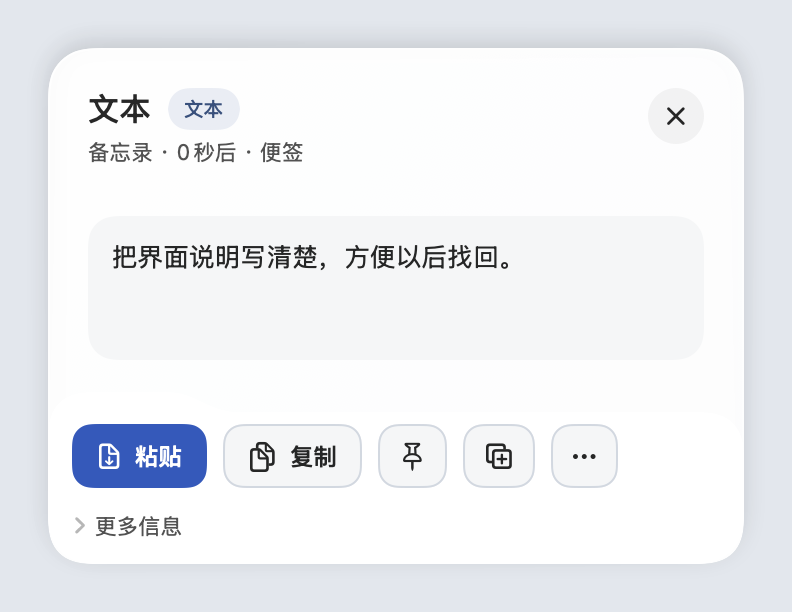 文本 文本
备忘录 · 0 秒后 · 便签
把界面说明写清楚，方便以后找回。
粘贴 复制
更多信息